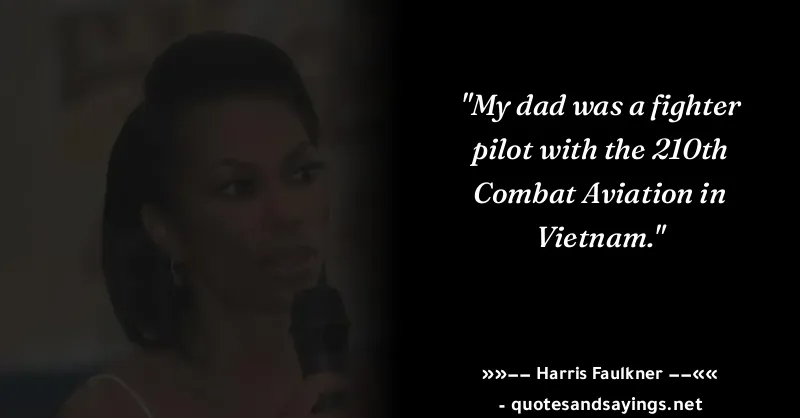 "My dad was a fighter
pilot with the 210th
Combat Aviation in
Vietnam."
»»−− Harris Faulkner −−««
- quotesandsayings.net